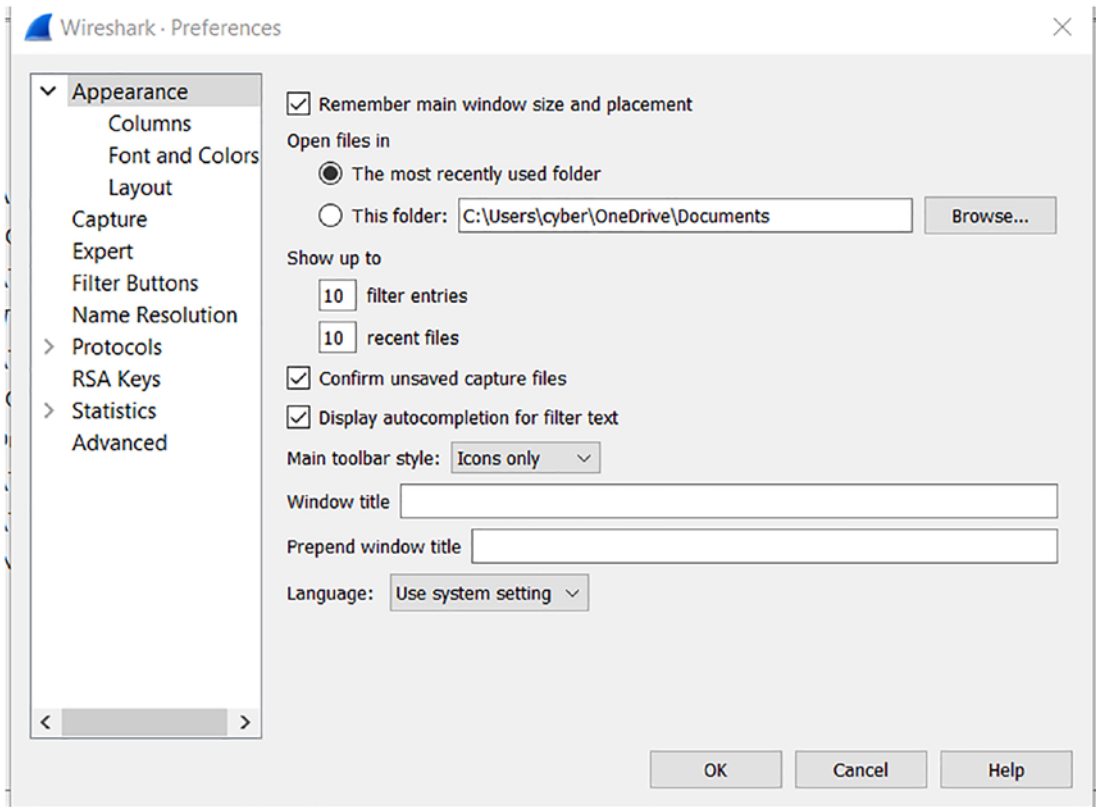 Wireshark · Preferences
Appearance
Columns
Font and Colors
Layout
Capture
Expert
Filter Buttons
Name Resolution
Protocols
RSA Keys
Statistics
Advanced
Remember main window size and placement
Open files in
The most recently used folder
This folder: C:\Users\cyber\OneDrive\Documents Browse...
Show up to
10 filter entries
10 recent files
Confirm unsaved capture files
Display autocompletion for filter text
Main toolbar style: Icons only
Window title
Prepend window title
Language: Use system setting
OK Cancel Help